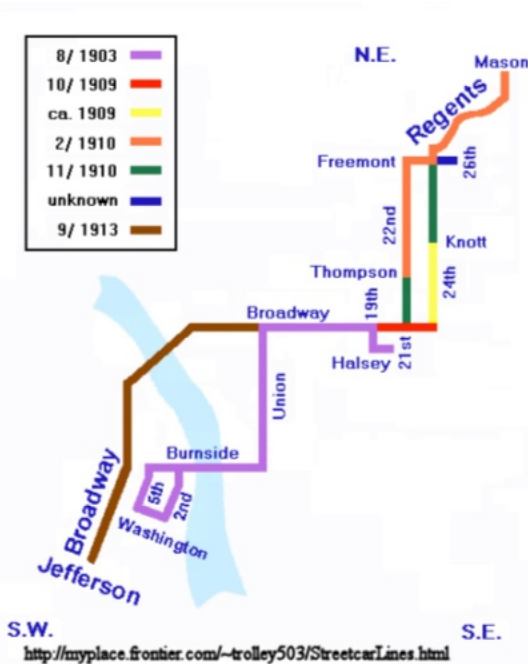 8/ 1903
10/ 1909
ca. 1909
2/ 1910
11/ 1910
unknown
9/ 1913
N.E.
Mason
Regents
Freemont
26th
22nd
Knott
24th
Thompson
19th
Broadway
21st
Halsey
Union
Burnside
5th
2nd
Washington
Broadway
Jefferson
S.W.
S.E.
http://myplace.frontier.com/~trolley503/StreetcarLines.html